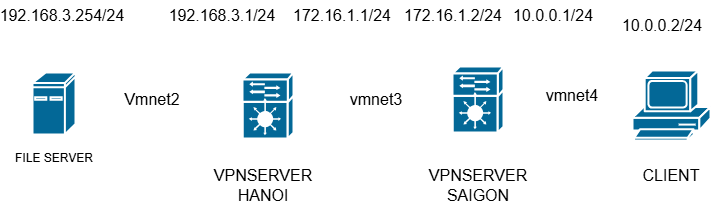 192.168.3.254/24
192.168.3.1/24
172.16.1.1/24
172.16.1.2/24
10.0.0.1/24
10.0.0.2/24
Vmnet2
vmnet3
vmnet4
FILE SERVER
VPNSERVER
HANOI
VPNSERVER
SAIGON
CLIENT